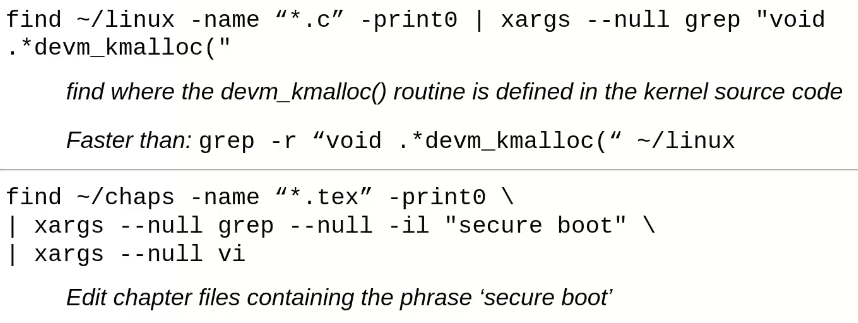 find ~/linux -name “*.c” -print0 | xargs --null grep "void
.*devm_kmalloc("
find where the devm_kmalloc() routine is defined in the kernel source code
Faster than: grep -r “void .*devm_kmalloc(“ ~/linux
find ~/chaps -name “*.tex” -print0 \
| xargs --null grep --null -il "secure boot" \
| xargs --null vi
Edit chapter files containing the phrase ‘secure boot’